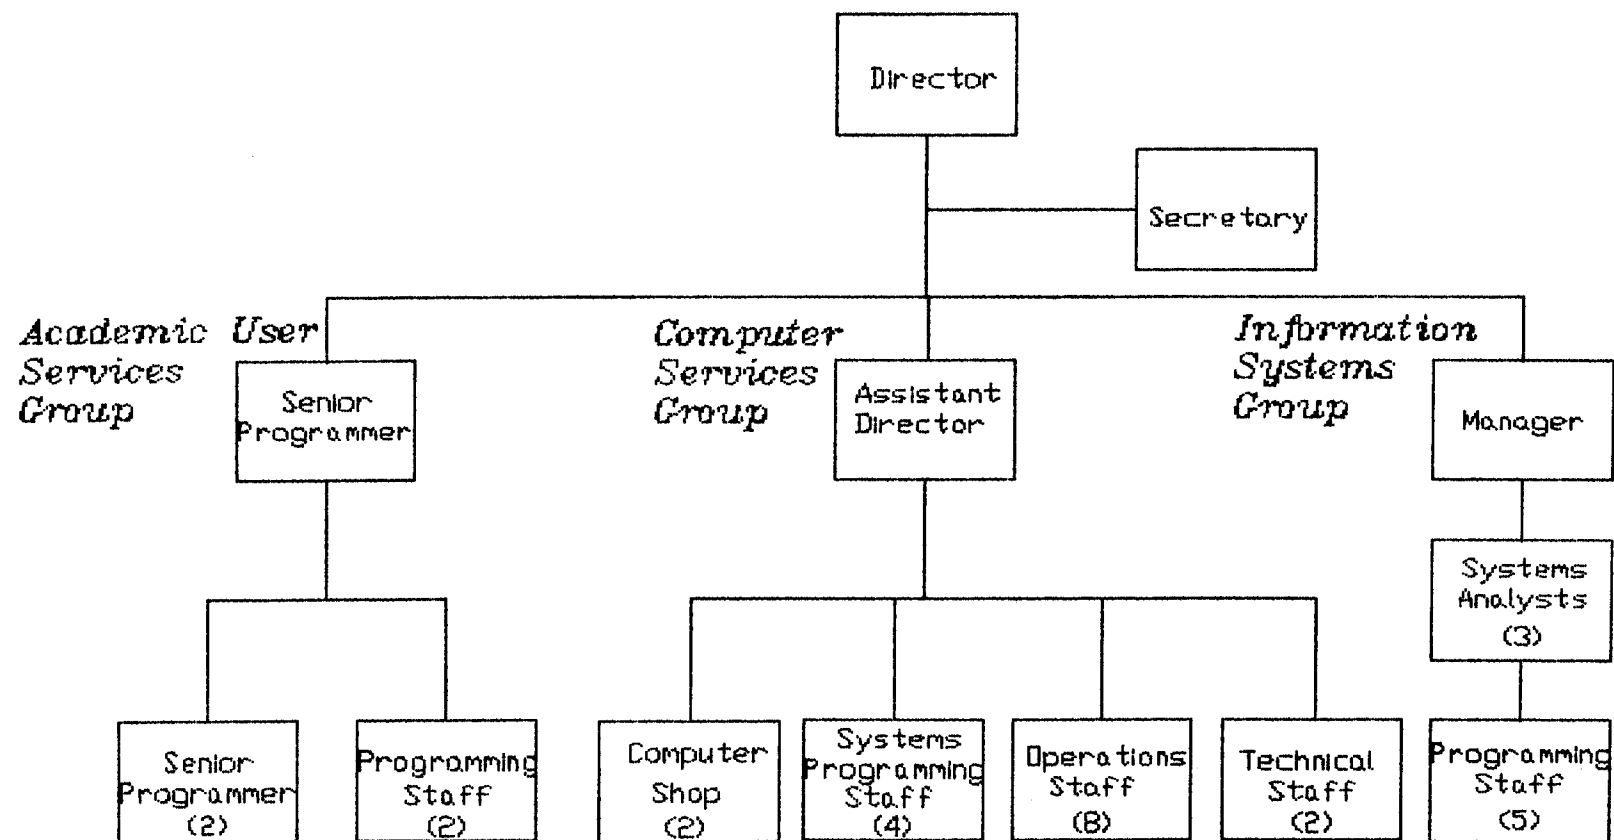 Director
Secretary
Academic User
Services
Group
Senior
Programmer
Computer
Services
Group
Assistant
Director
Information
Systems
Group
Manager
Systems
Analysts
(3)
Senior
Programmer
(2)
Programming
Staff
(2)
Computer
Shop
(2)
Systems
Programming
Staff
(4)
Operations
Staff
(8)
Technical
Staff
(2)
Programming
Staff
(5)